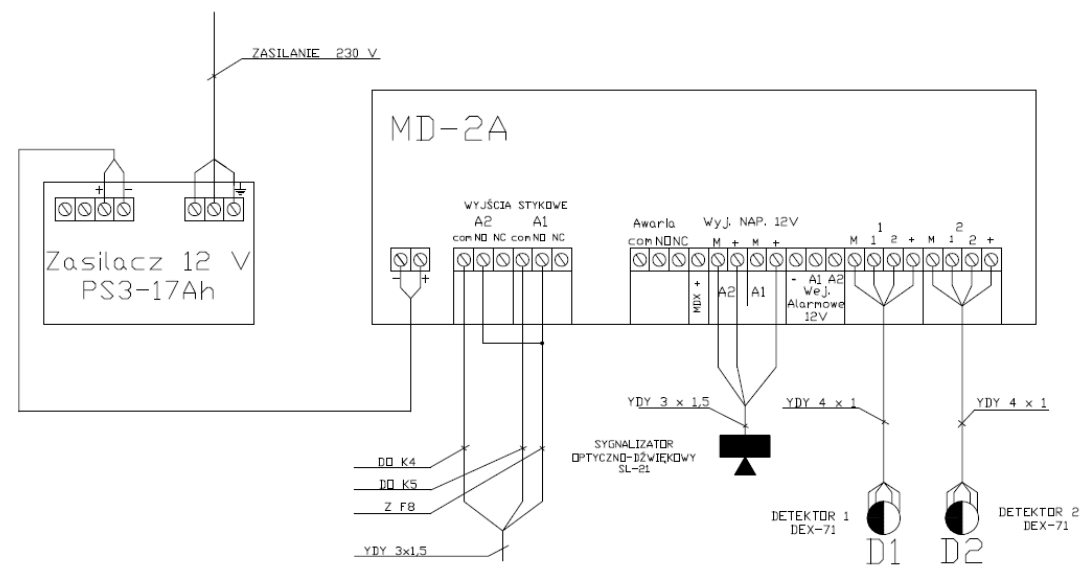 ZASILANIE 230 V
MD-2A
+ -
Zasilacz 12 V
PS3-17Ah
WYJŚCIA STYKOWE
A2 A1
com NO NC com NO NC
- +
Awaria
com NO NC
Wyj. NAP. 12V
M + M +
MDX +
A2 A1
- A1 A2
Wej.
Alarmowe
12V
1
M 1 2 +
2
M 1 2 +
YDY 3 x 1,5
YDY 4 x 1
YDY 4 x 1
SYGNALIZATOR
OPTYCZNO-DŹWIĘKOWY
SL-21
DO K4
DO K5
Z F8
YDY 3x1,5
DETEKTOR 1
DEX-71
D1
DETEKTOR 2
DEX-71
D2